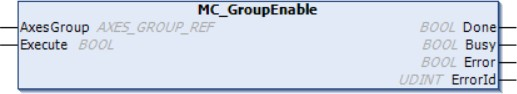 MC_GroupEnable
AxesGroup AXES_GROUP_REF BOOL Done
Execute BOOL BOOL Busy
BOOL Error
UDINT ErrorId